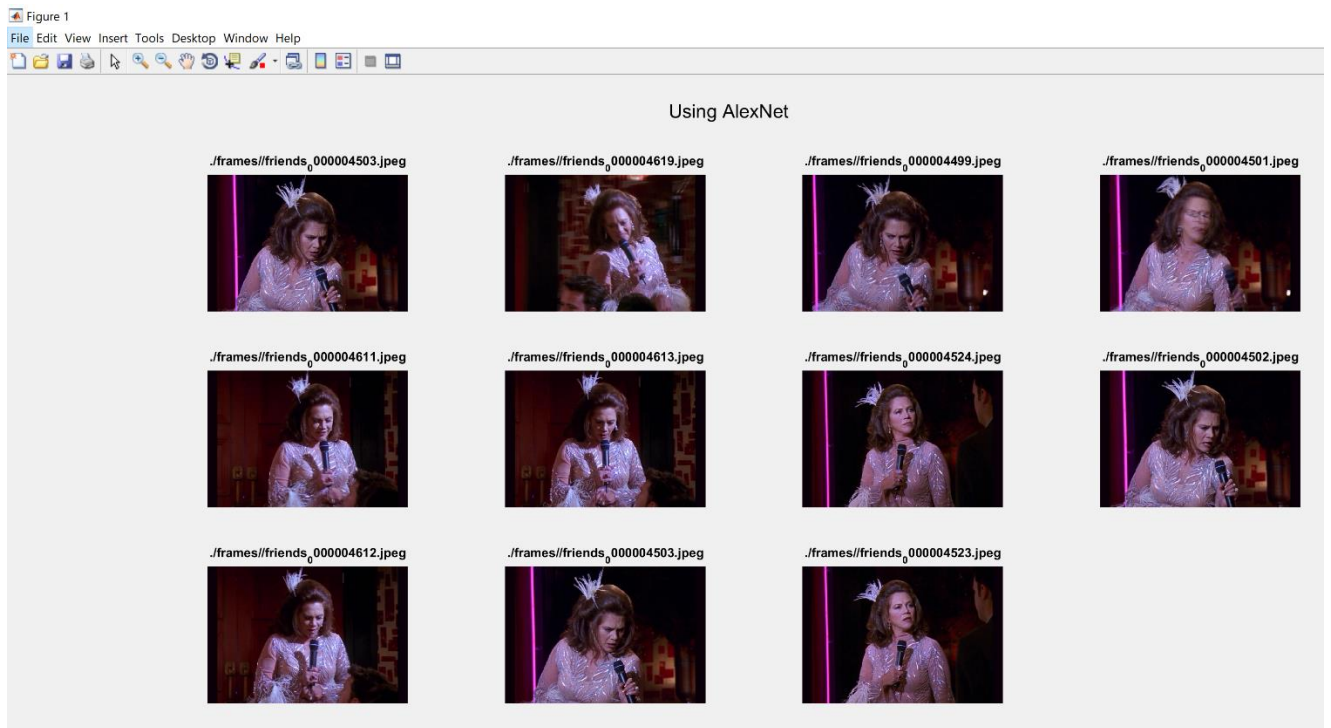 Figure 1
File Edit View Insert Tools Desktop Window Help
Using AlexNet
./frames//friends_0000004503.jpeg
./frames//friends_0000004619.jpeg
./frames//friends_0000004499.jpeg
./frames//friends_0000004501.jpeg
./frames//friends_0000004611.jpeg
./frames//friends_0000004613.jpeg
./frames//friends_0000004524.jpeg
./frames//friends_0000004502.jpeg
./frames//friends_0000004612.jpeg
./frames//friends_0000004503.jpeg
./frames//friends_0000004523.jpeg